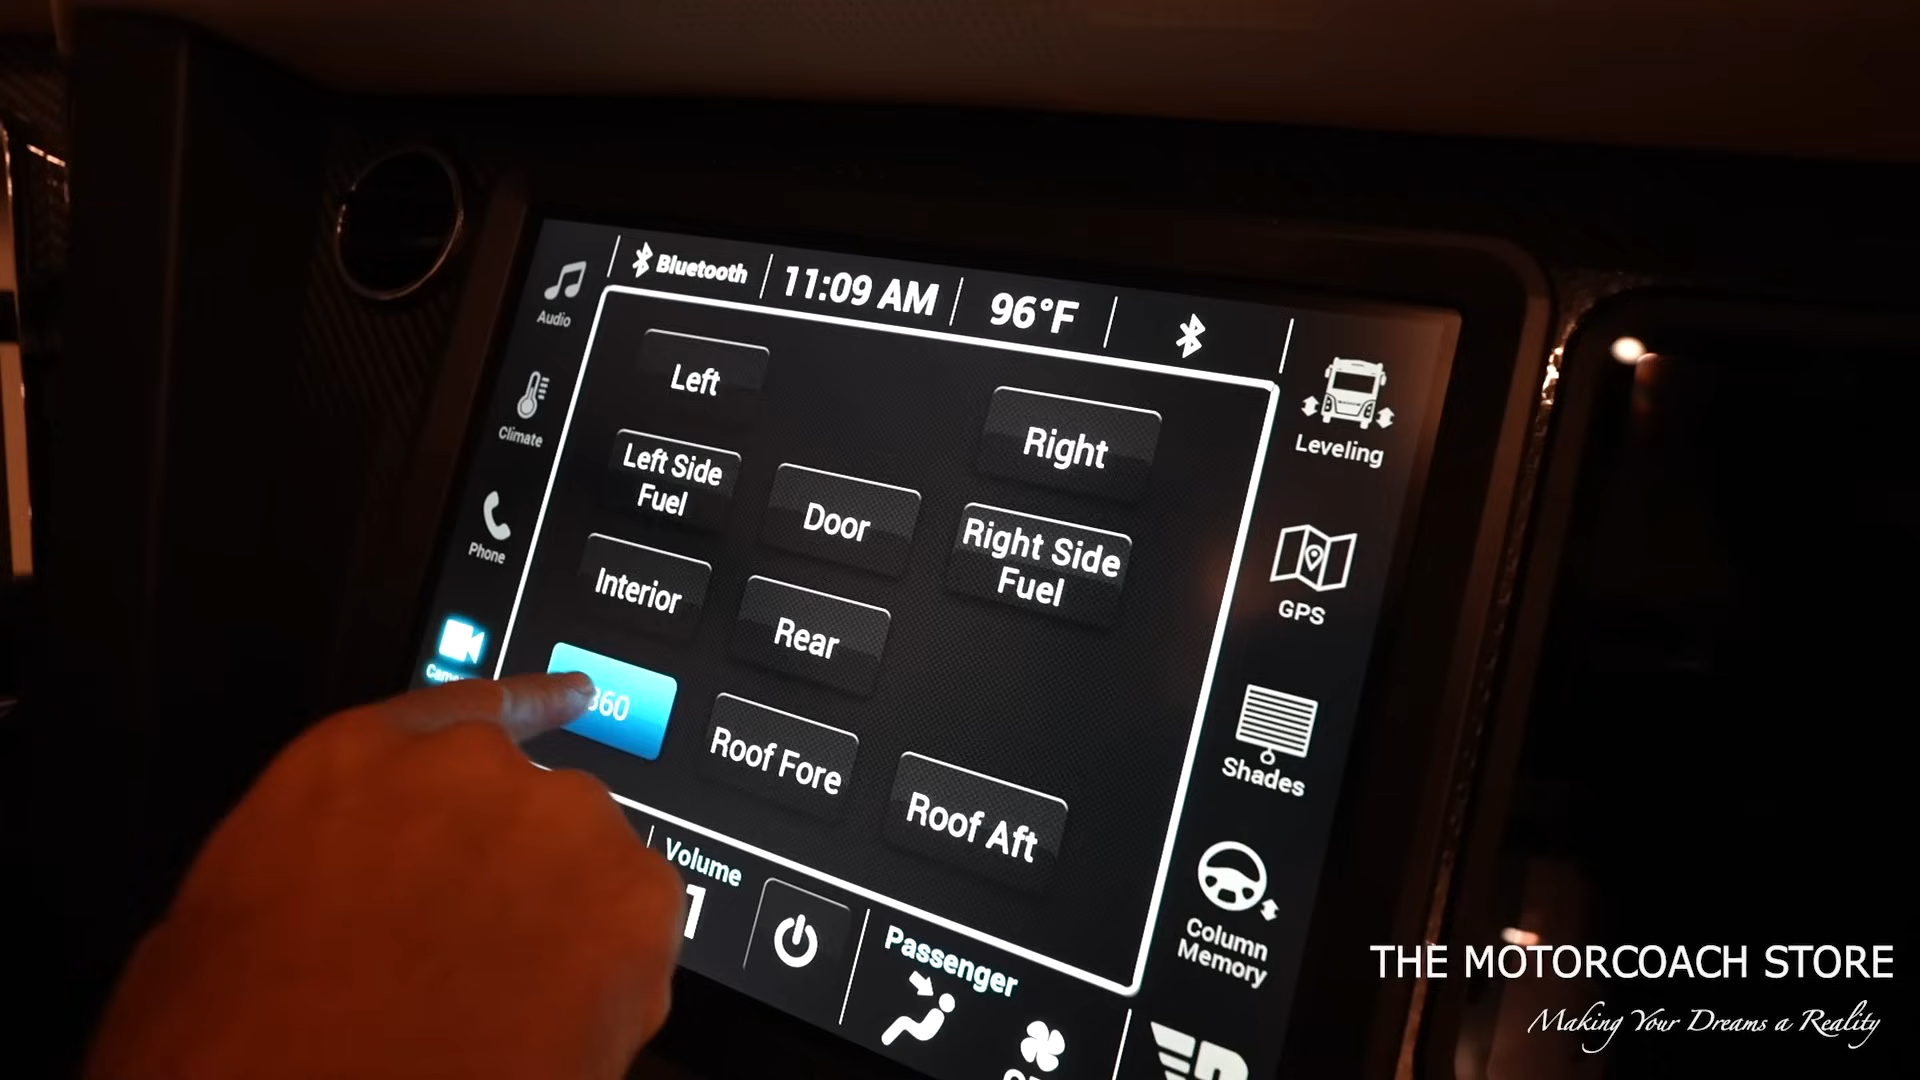 Bluetooth
11:09 AM
96°F
Audio
Climate
Phone
Left
Right
Left Side
Fuel
Door
Right Side
Fuel
Interior
Rear
360
Roof Fore
Roof Aft
Leveling
GPS
Shades
Column
Memory
Volume
Passenger
THE MOTORCOACH STORE
Making Your Dreams a Reality